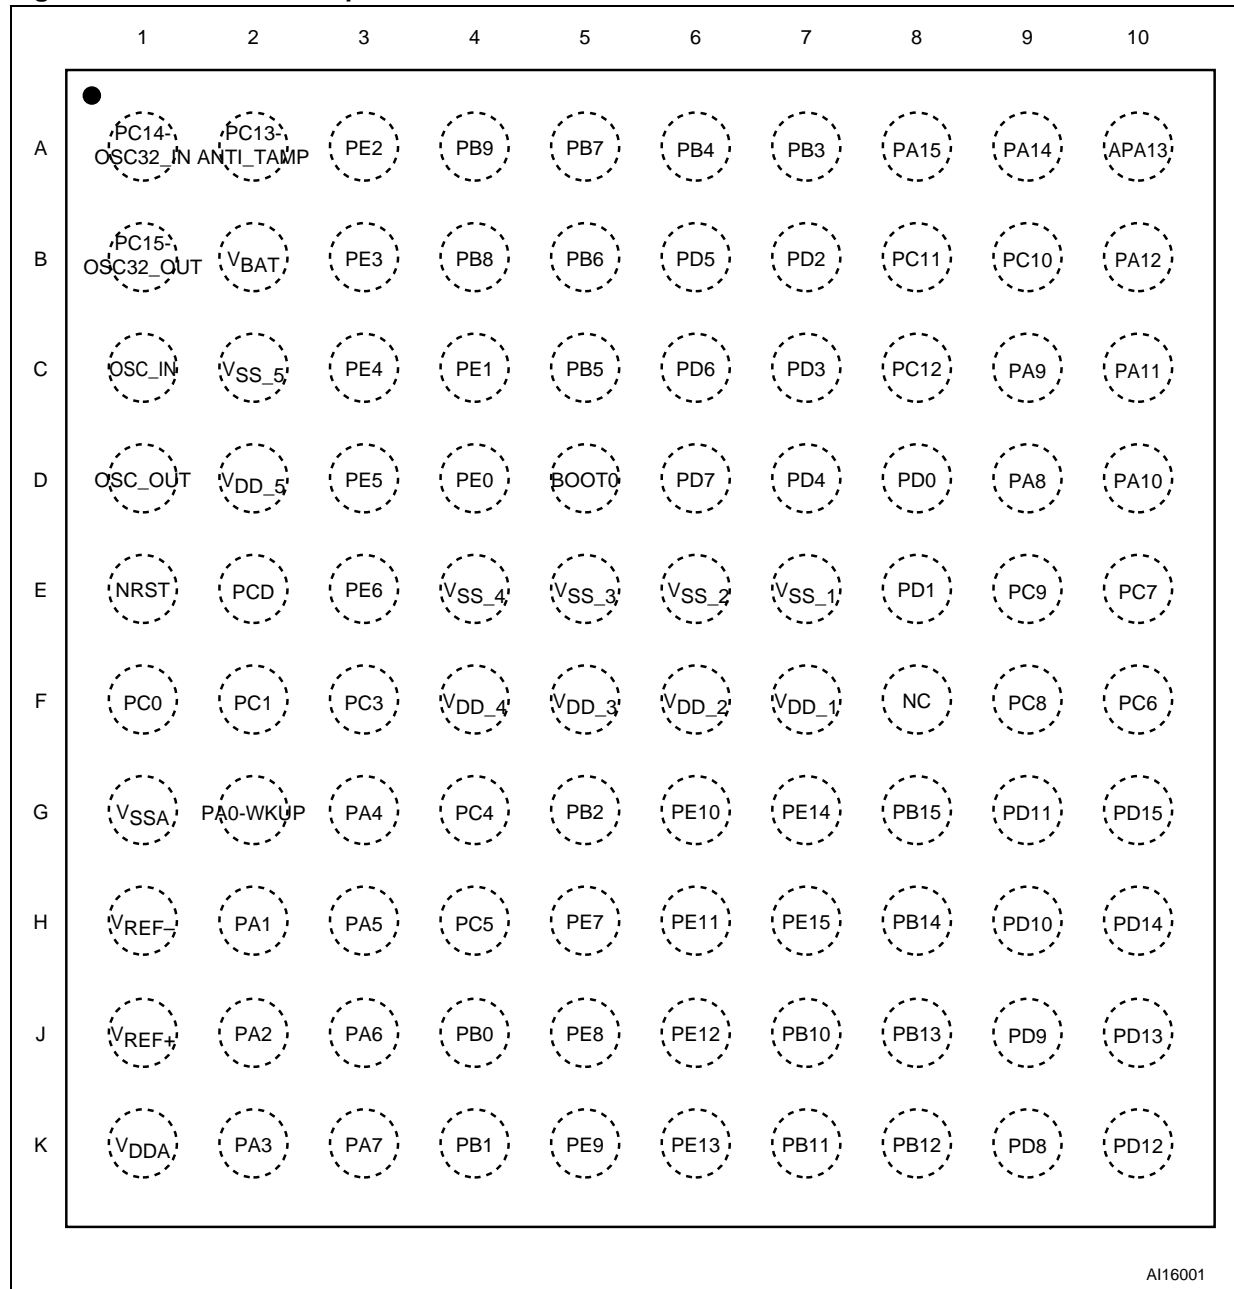 1 2 3 4 5 6 7 8 9 10
A PC14-OSC32_IN PC13-ANTI_TAMP PE2 PB9 PB7 PB4 PB3 PA15 PA14 APA13
B PC15-OSC32_OUT VBAT PE3 PB8 PB6 PD5 PD2 PC11 PC10 PA12
C OSC_IN VSS_5 PE4 PE1 PB5 PD6 PD3 PC12 PA9 PA11
D OSC_OUT VDD_5 PE5 PE0 BOOT0 PD7 PD4 PD0 PA8 PA10
E NRST PCD PE6 VSS_4 VSS_3 VSS_2 VSS_1 PD1 PC9 PC7
F PC0 PC1 PC3 VDD_4 VDD_3 VDD_2 VDD_1 NC PC8 PC6
G VSSA PA0-WKUP PA4 PC4 PB2 PE10 PE14 PB15 PD11 PD15
H VREF– PA1 PA5 PC5 PE7 PE11 PE15 PB14 PD10 PD14
J VREF+ PA2 PA6 PB0 PE8 PE12 PB10 PB13 PD9 PD13
K VDDA PA3 PA7 PB1 PE9 PE13 PB11 PB12 PD8 PD12
AI16001